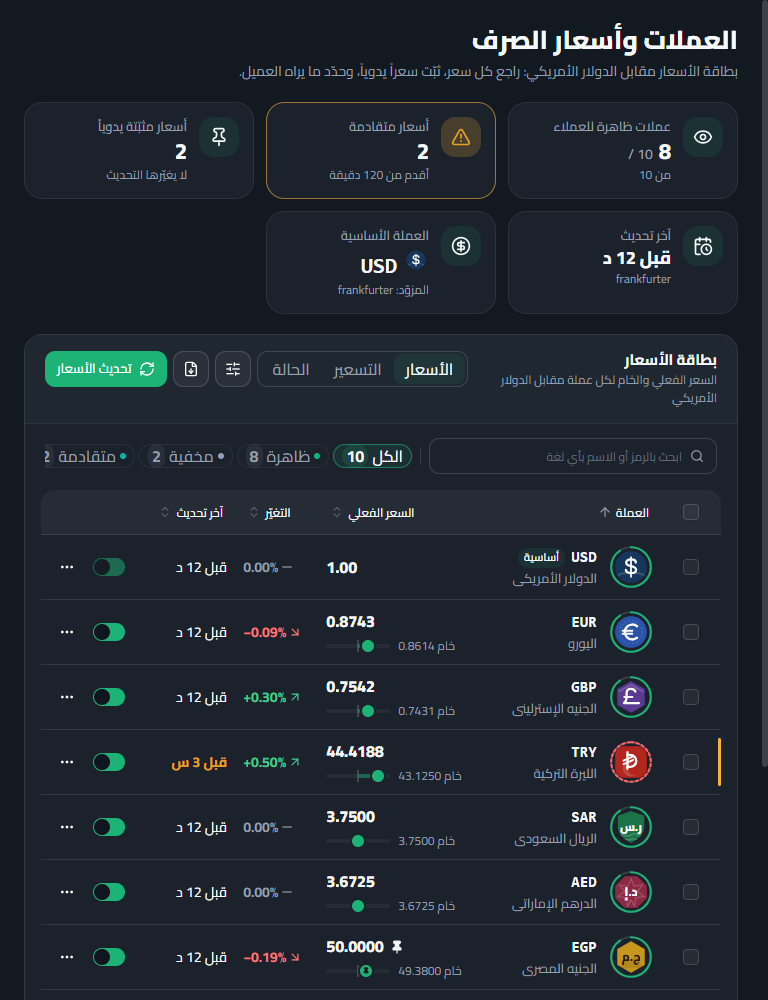 العملات وأسعار الصرف
بطاقة الأسعار مقابل الدولار الأمريكي: راجع كل سعر، ثبّت سعراً يدوياً، وحدّد ما يراه العميل.
عملات ظاهرة للعملاء
8 / 10
من 10
أسعار متقادمة
2
أقدم من 120 دقيقة
أسعار مثبّتة يدوياً
2
لا يغيّرها التحديث
آخر تحديث
قبل 12 د
frankfurter
العملة الأساسية
$ USD
المزوّد: frankfurter
بطاقة الأسعار
السعر الفعلي والخام لكل عملة مقابل الدولار
الأمريكي
الأسعار التسعير الحالة
تحديث الأسعار
ابحث بالرمز أو الاسم بأي لغة
الكل 10 ظاهرة 8 مخفية 2 متقادمة 2
العملة السعر الفعلي التغيّر آخر تحديث
$ USD أساسية 1.00 0.00% قبل 12 د
الدولار الأمريكي
€ EUR 0.8743 −0.09% قبل 12 د
اليورو خام 0.8614
£ GBP 0.7542 +0.30% قبل 12 د
الجنيه الإسترليني خام 0.7431
₺ TRY 44.4188 +0.50% قبل 3 س
الليرة التركية خام 43.1250
ر.س SAR 3.7500 0.00% قبل 12 د
الريال السعودي خام 3.7500
د.إ AED 3.6725 0.00% قبل 12 د
الدرهم الإماراتي خام 3.6725
ج.م EGP 50.0000 −0.19% قبل 12 د
الجنيه المصري خام 49.3800